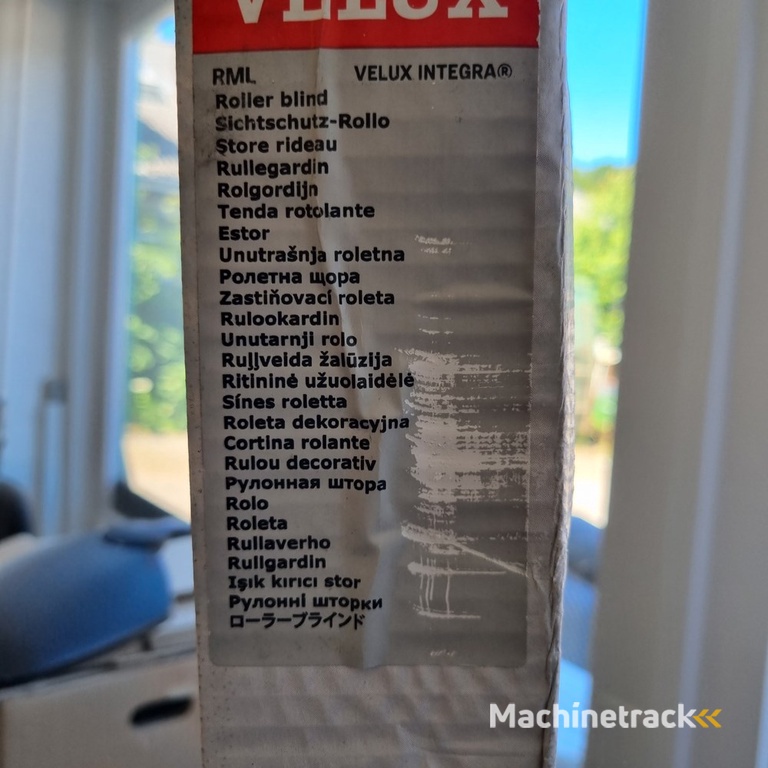 VELUX
RML VELUX INTEGRA®
Roller blind
Sichtschutz-Rollo
Store rideau
Rullegardin
Rolgordijn
Tenda rotolante
Estor
Unutrašnja roletna
Ролетна щора
Zastiňovací roleta
Rulookardin
Unutarnji rolo
Ruļļveida žalūzija
Ritininė užuolaidėlė
Sínes roletta
Roleta dekoracyjna
Cortina rolante
Rulou decorativ
Рулонная штора
Rolo
Roleta
Rullaverho
Rullgardin
Işık kırıcı stor
Рулонні шторки
ローラーブラインド
Machinetrack